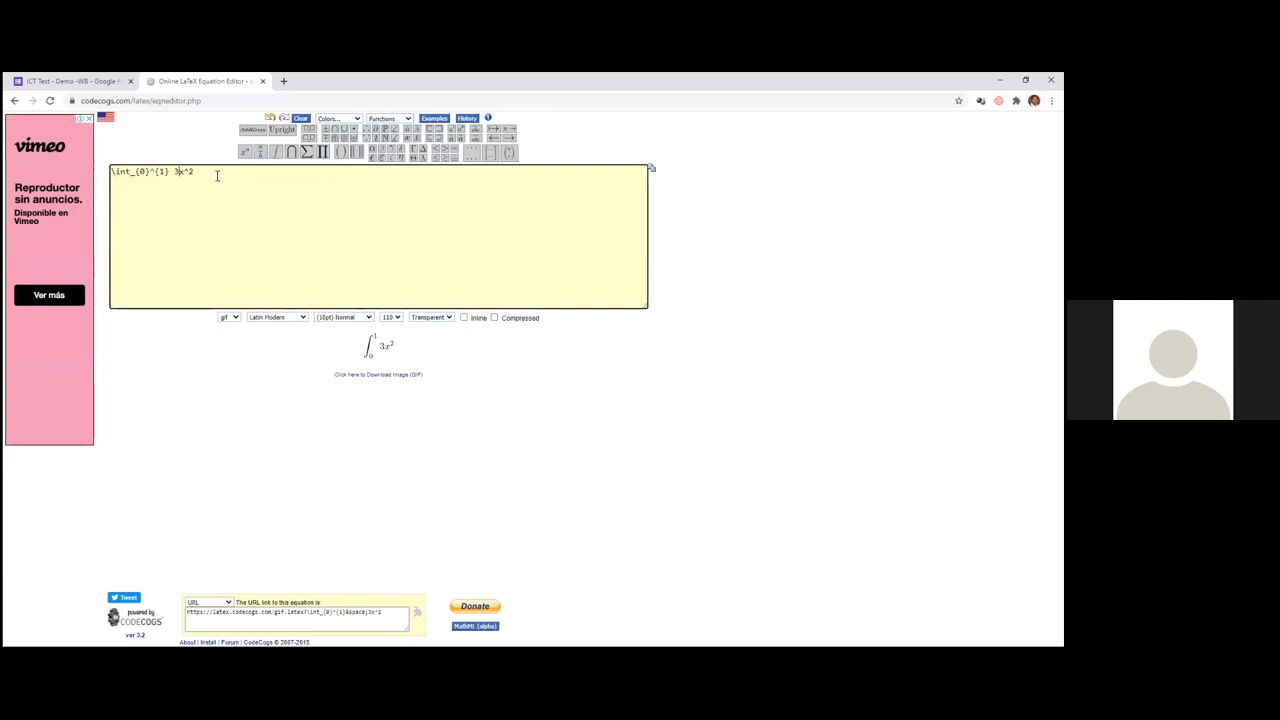 ICT Test - Demo -WB - Google F
Online LaTeX Equation Editor - c
codecogs.com/latex/eqneditor.php
vimeo
Reproductor
sin anuncios.
Disponible en
Vimeo
Ver más
Clear
Colors...
Functions
Examples
History
Upright
\int_{0}^{1} 3x^2
gif
Latin Modern
(10pt) Normal
110
Transparent
Inline
Compressed
∫₀¹ 3x²
Click here to Download Image (GIF)
Tweet
powered by
CODECOGS
ver 3.2
URL
The URL link to this equation is:
https://latex.codecogs.com/gif.latex?\int_{0}^{1}&space;3x^2
Donate
MathML (alpha)
About | Install | Forum | CodeCogs © 2007-2015